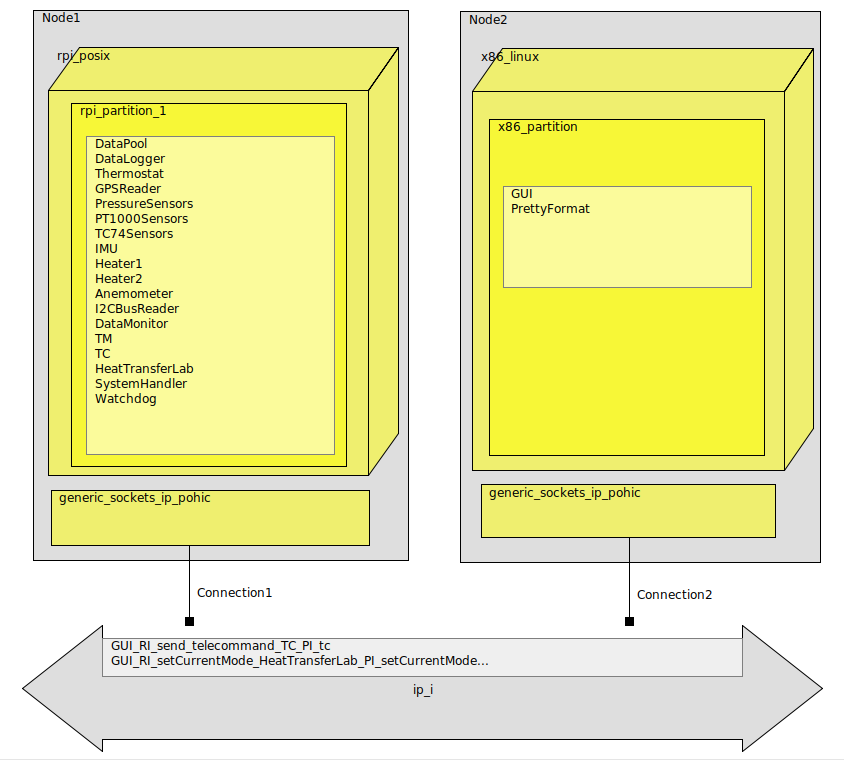 Node1
rpi_posix
rpi_partition_1
DataPool
DataLogger
Thermostat
GPSReader
PressureSensors
PT1000Sensors
TC74Sensors
IMU
Heater1
Heater2
Anemometer
I2CBusReader
DataMonitor
TM
TC
HeatTransferLab
SystemHandler
Watchdog
generic_sockets_ip_pohic
Connection1
Node2
x86_linux
x86_partition
GUI
PrettyFormat
generic_sockets_ip_pohic
Connection2
GUI_RI_send_telecommand_TC_PI_tc
GUI_RI_setCurrentMode_HeatTransferLab_PI_setCurrentMode...
ip_i